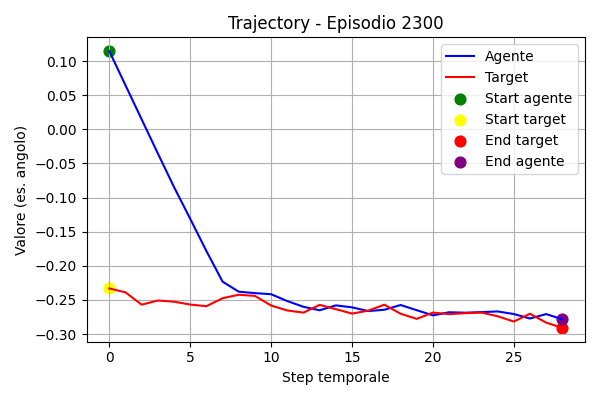 Trajectory - Episodio 2300
Valore (es. angolo)
0.10
0.05
0.00
−0.05
−0.10
−0.15
−0.20
−0.25
−0.30
Agente
Target
Start agente
Start target
End target
End agente
0 5 10 15 20 25
Step temporale